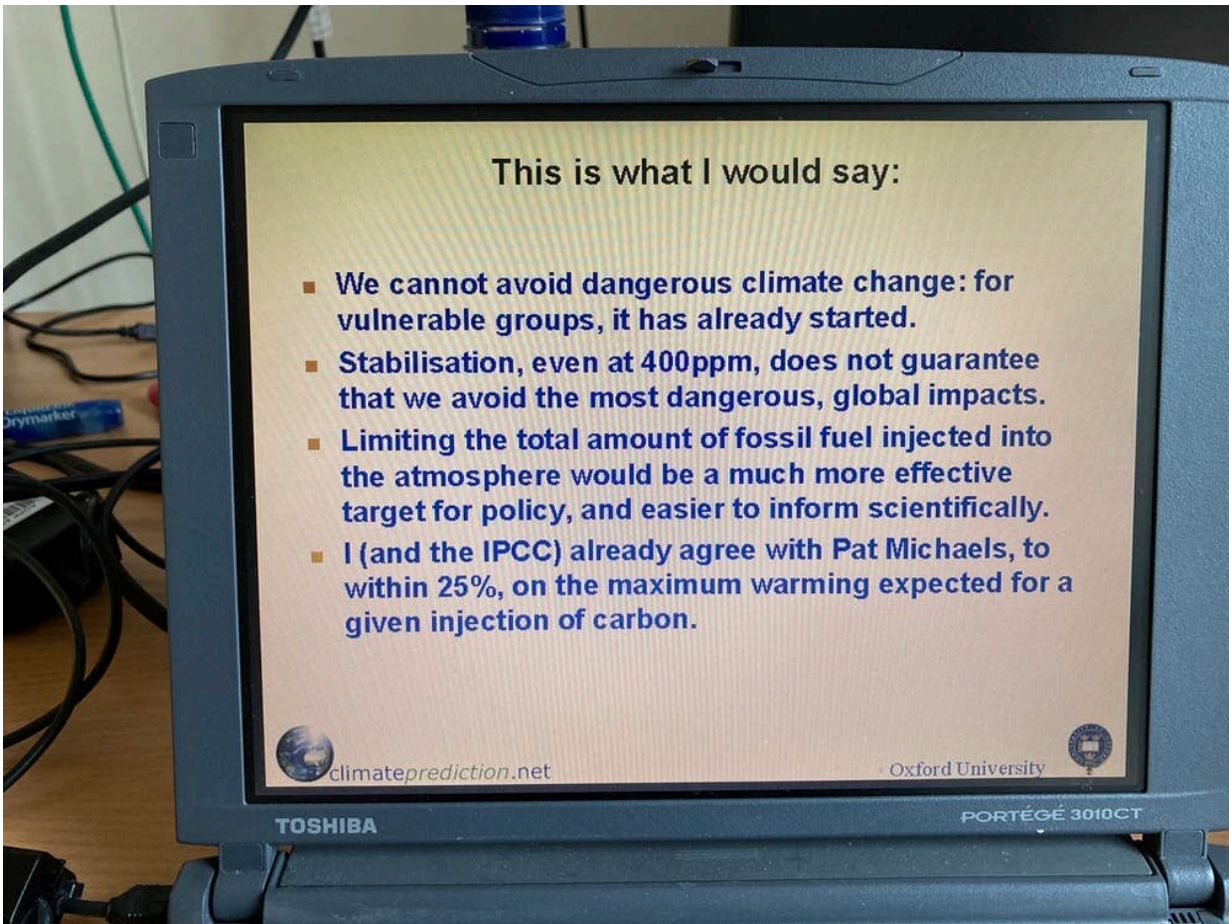 This is what I would say:
We cannot avoid dangerous climate change: for
vulnerable groups, it has already started.
Stabilisation, even at 400ppm, does not guarantee
that we avoid the most dangerous, global impacts.
Limiting the total amount of fossil fuel injected into
the atmosphere would be a much more effective
target for policy, and easier to inform scientifically.
I (and the IPCC) already agree with Pat Michaels, to
within 25%, on the maximum warming expected for a
given injection of carbon.
climateprediction.net
Oxford University
TOSHIBA
PORTÉGÉ 3010CT
Drymarker